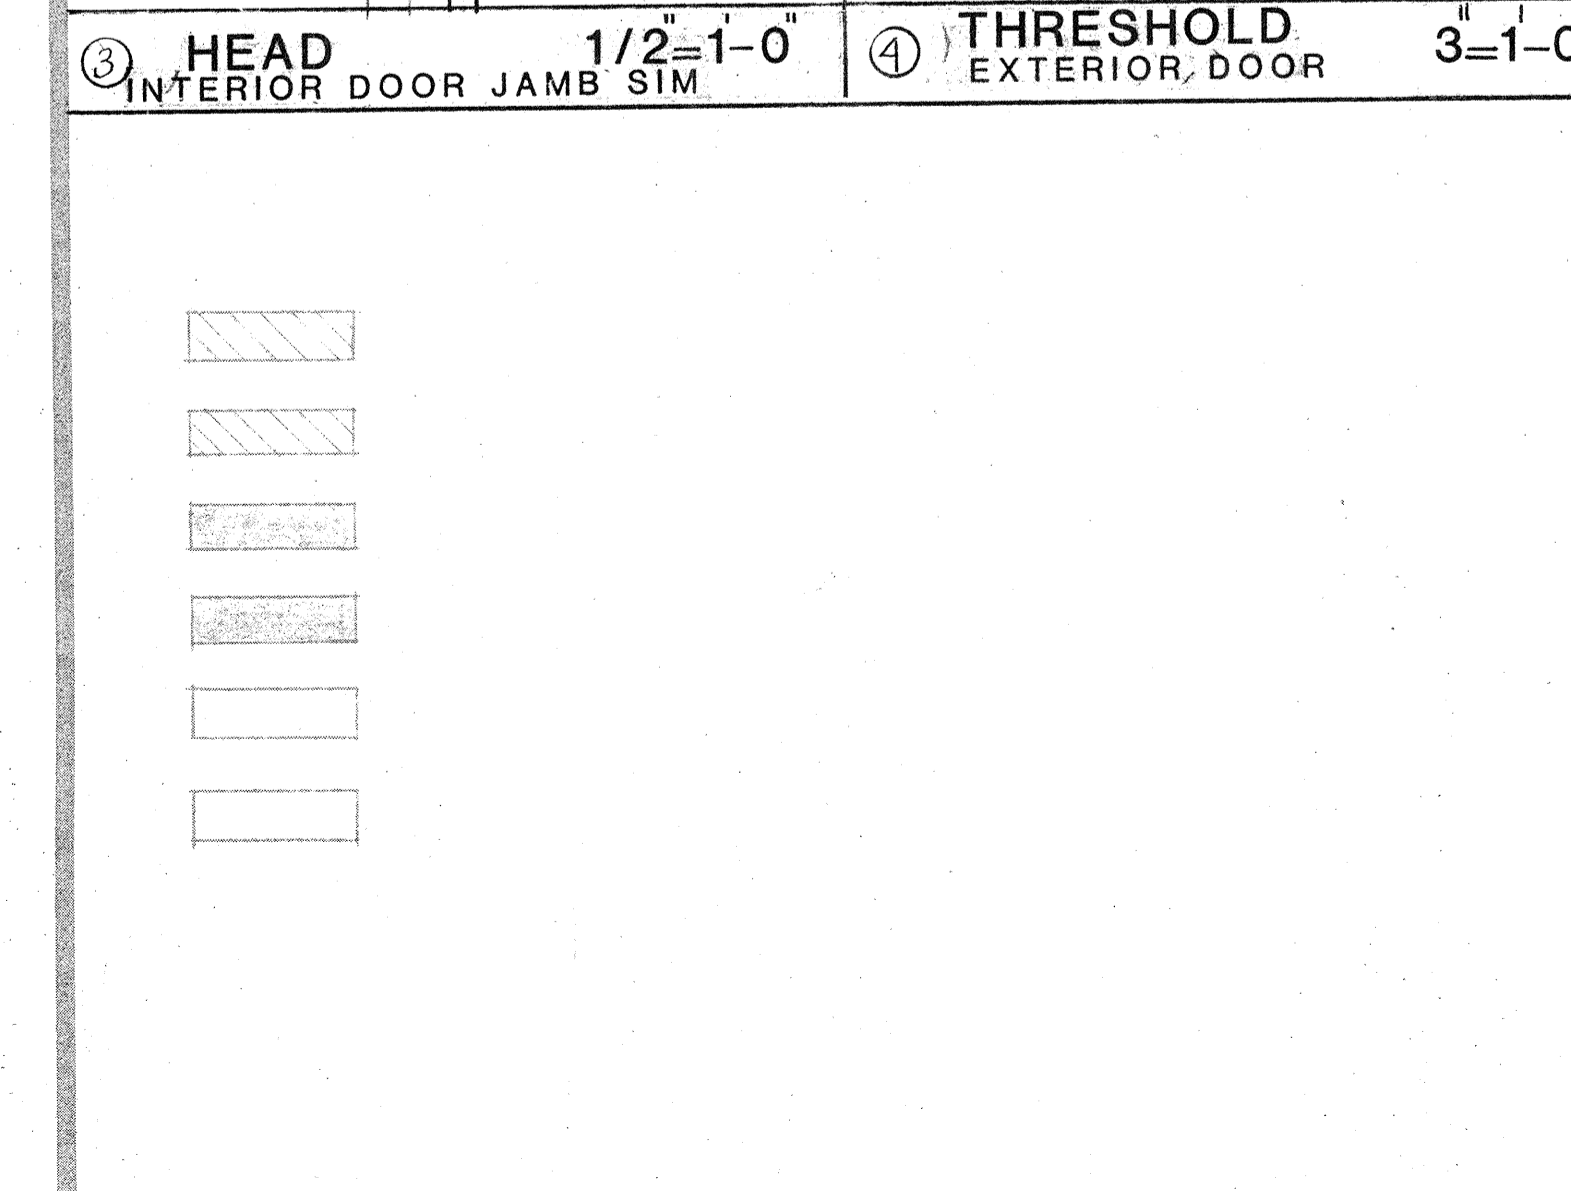 3 HEAD 1/2"=1'-0"
INTERIOR DOOR JAMB SIM
4 THRESHOLD 3"=1'-0
EXTERIOR DOOR